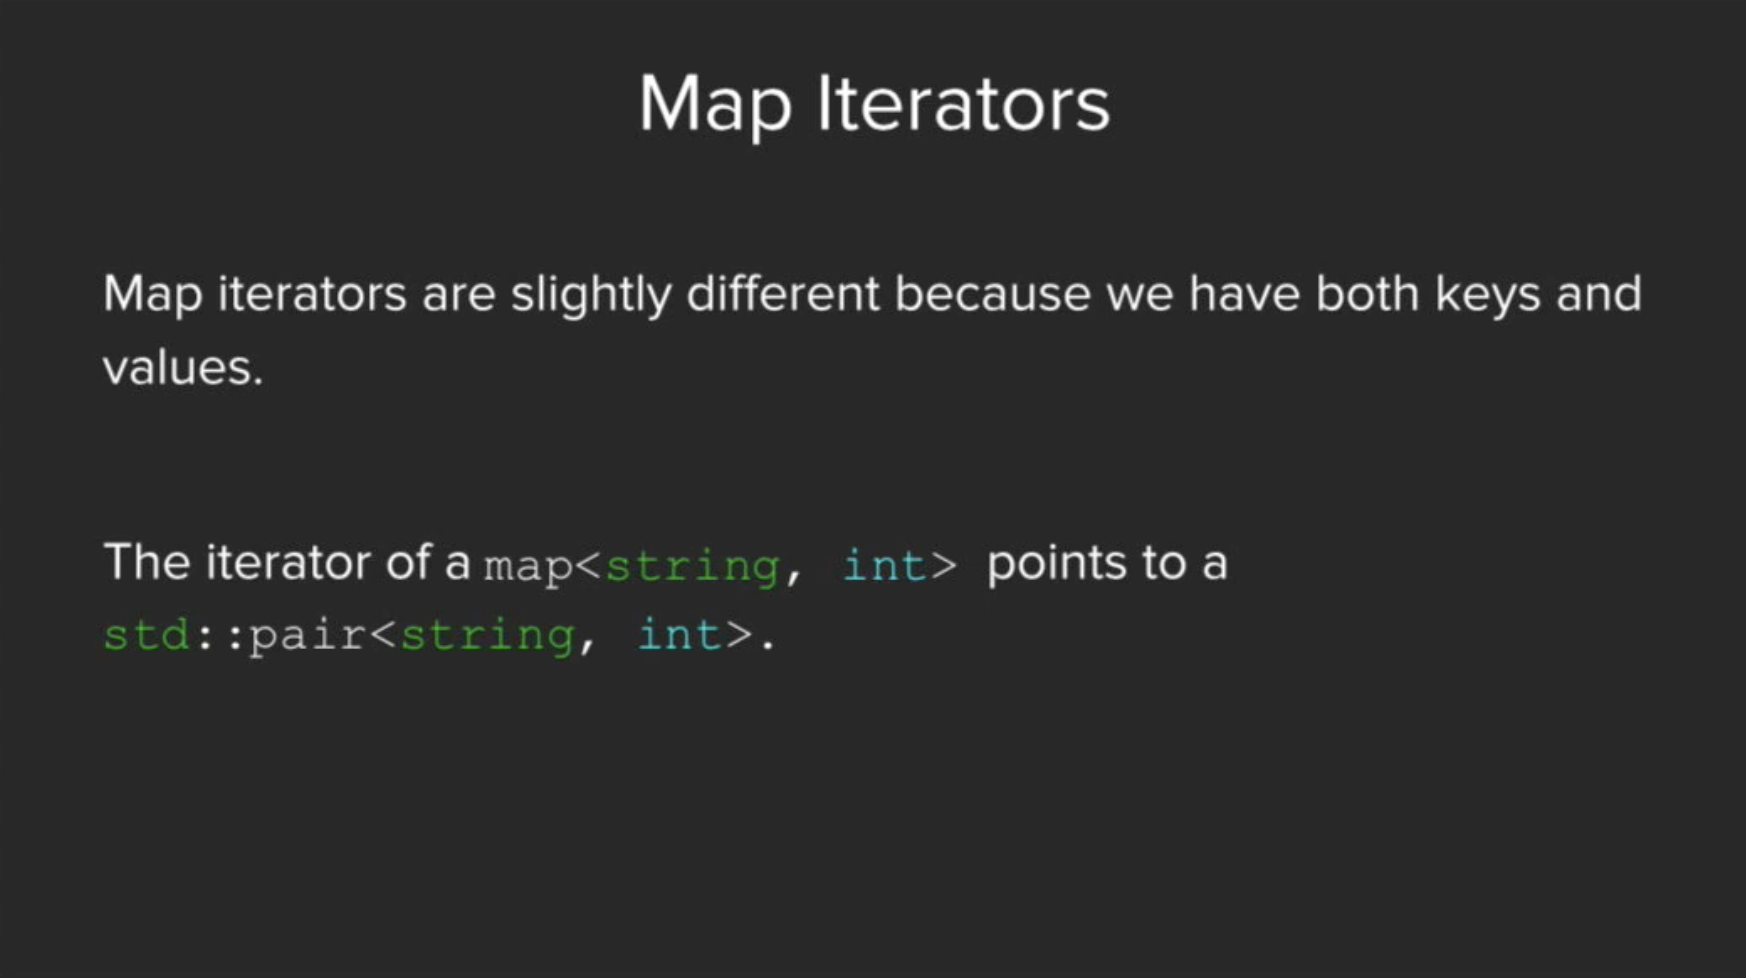 Map Iterators
Map iterators are slightly different because we have both keys and
values.
The iterator of a map<string, int> points to a
std::pair<string, int>.